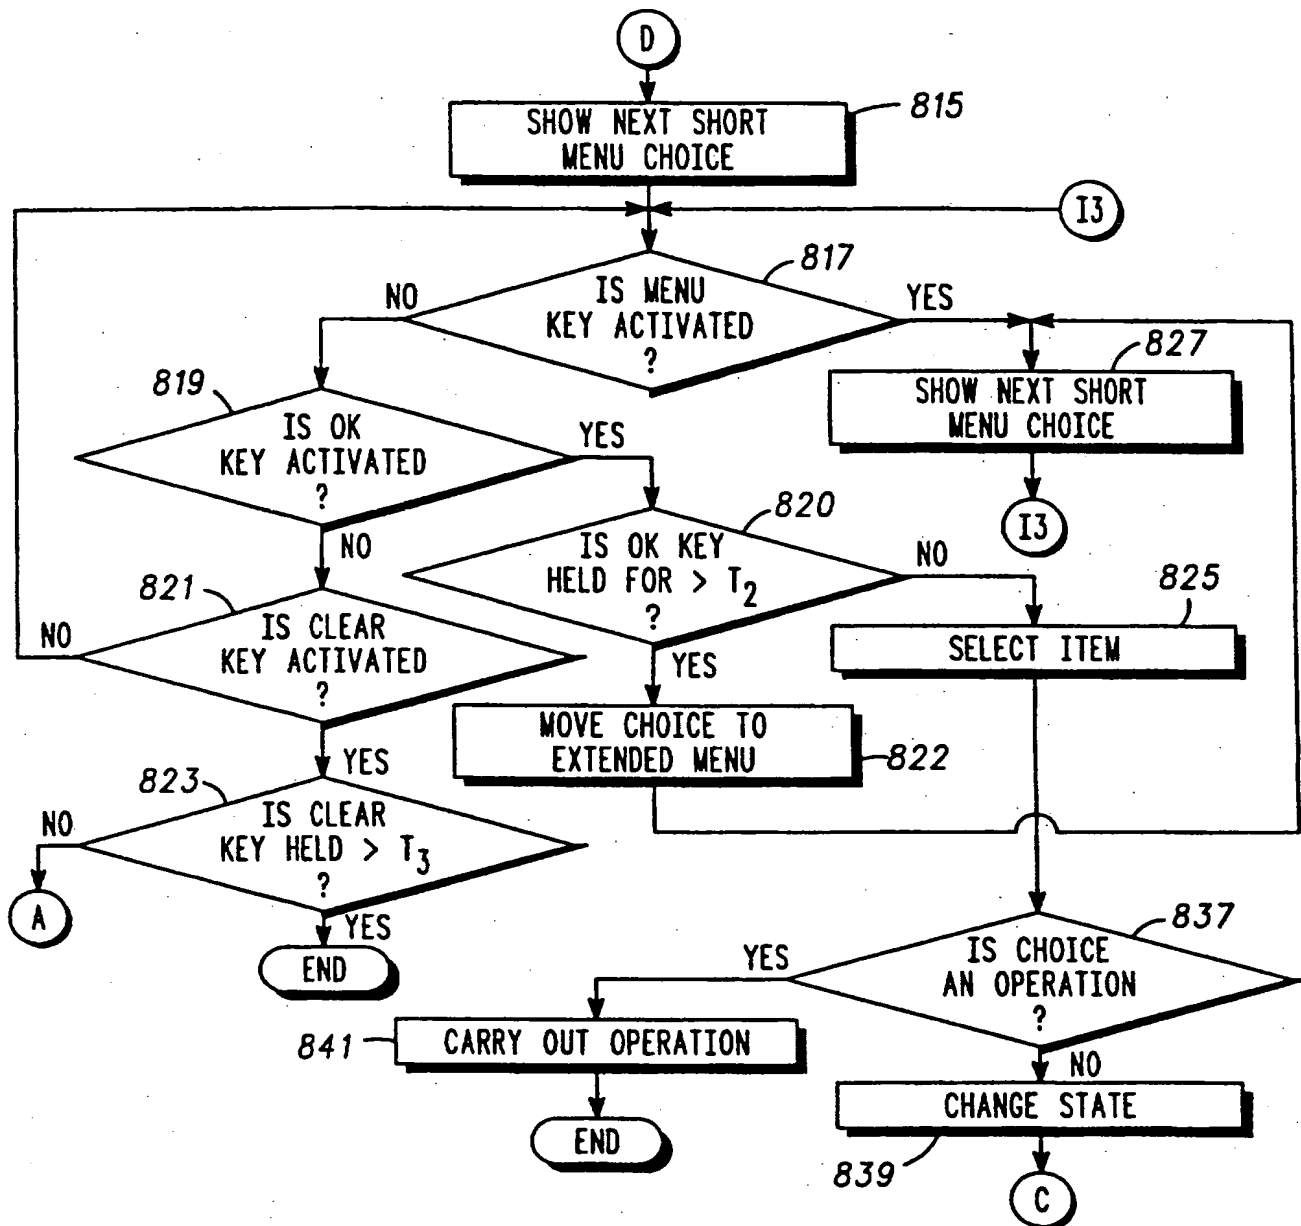 D
SHOW NEXT SHORT
MENU CHOICE
815
I3
IS MENU
KEY ACTIVATED
?
817
NO
YES
SHOW NEXT SHORT
MENU CHOICE
827
I3
819
IS OK
KEY ACTIVATED
?
YES
NO
820
IS OK KEY
HELD FOR > T2
?
NO
YES
825
SELECT ITEM
821
IS CLEAR
KEY ACTIVATED
?
NO
YES
MOVE CHOICE TO
EXTENDED MENU
822
823
IS CLEAR
KEY HELD > T3
?
NO
YES
A
END
837
IS CHOICE
AN OPERATION
?
YES
NO
841
CARRY OUT OPERATION
END
CHANGE STATE
839
C